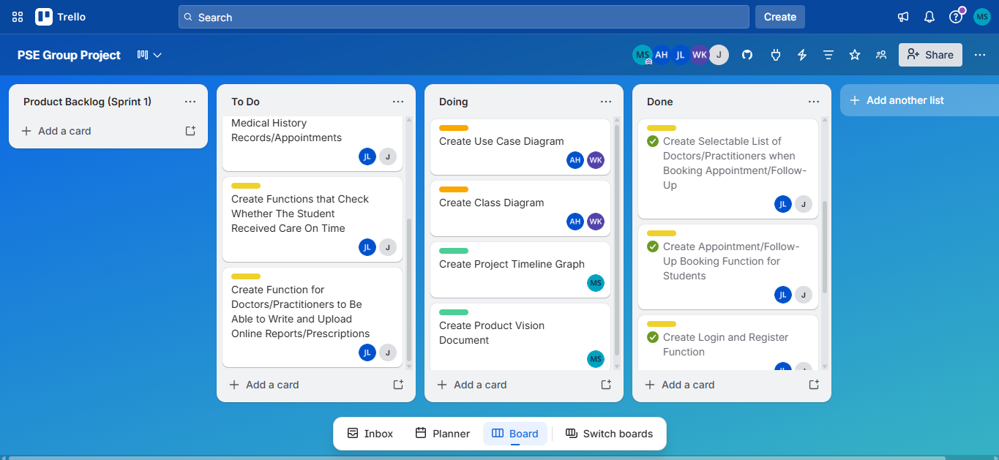 Trello
Search
Create
MS
PSE Group Project
MS
AH
JL
WK
J
Share
Product Backlog (Sprint 1)
Add a card
To Do
Medical History
Records/Appointments
JL
J
Create Functions that Check
Whether The Student
Received Care On Time
JL
J
Create Function for
Doctors/Practitioners to Be
Able to Write and Upload
Online Reports/Prescriptions
JL
J
Add a card
Doing
Create Use Case Diagram
AH
WK
Create Class Diagram
AH
WK
Create Project Timeline Graph
MS
Create Product Vision
Document
MS
Add a card
Done
Create Selectable List of
Doctors/Practitioners when
Booking Appointment/Follow-
Up
JL
J
Create Appointment/Follow-
Up Booking Function for
Students
JL
J
Create Login and Register
Function
Add a card
Add another list
Inbox
Planner
Board
Switch boards